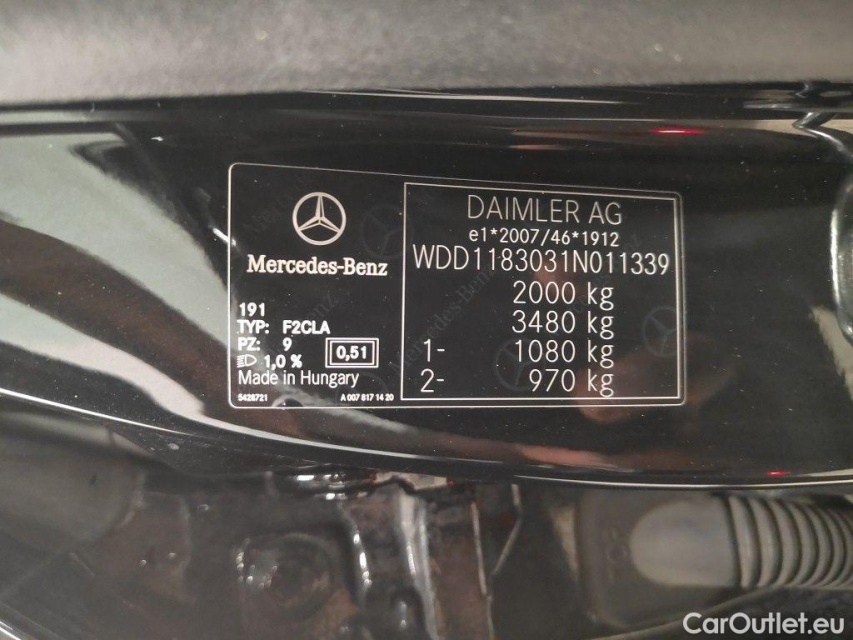 Mercedes-Benz
191
TYP: F2CLA
PZ: 9
1,0 %
0,51
Made in Hungary
5428721
A 007 817 14 20
DAIMLER AG
e1*2007/46*1912
WDD1183031N011339
2000 kg
3480 kg
1- 1080 kg
2- 970 kg
CarOutlet.eu